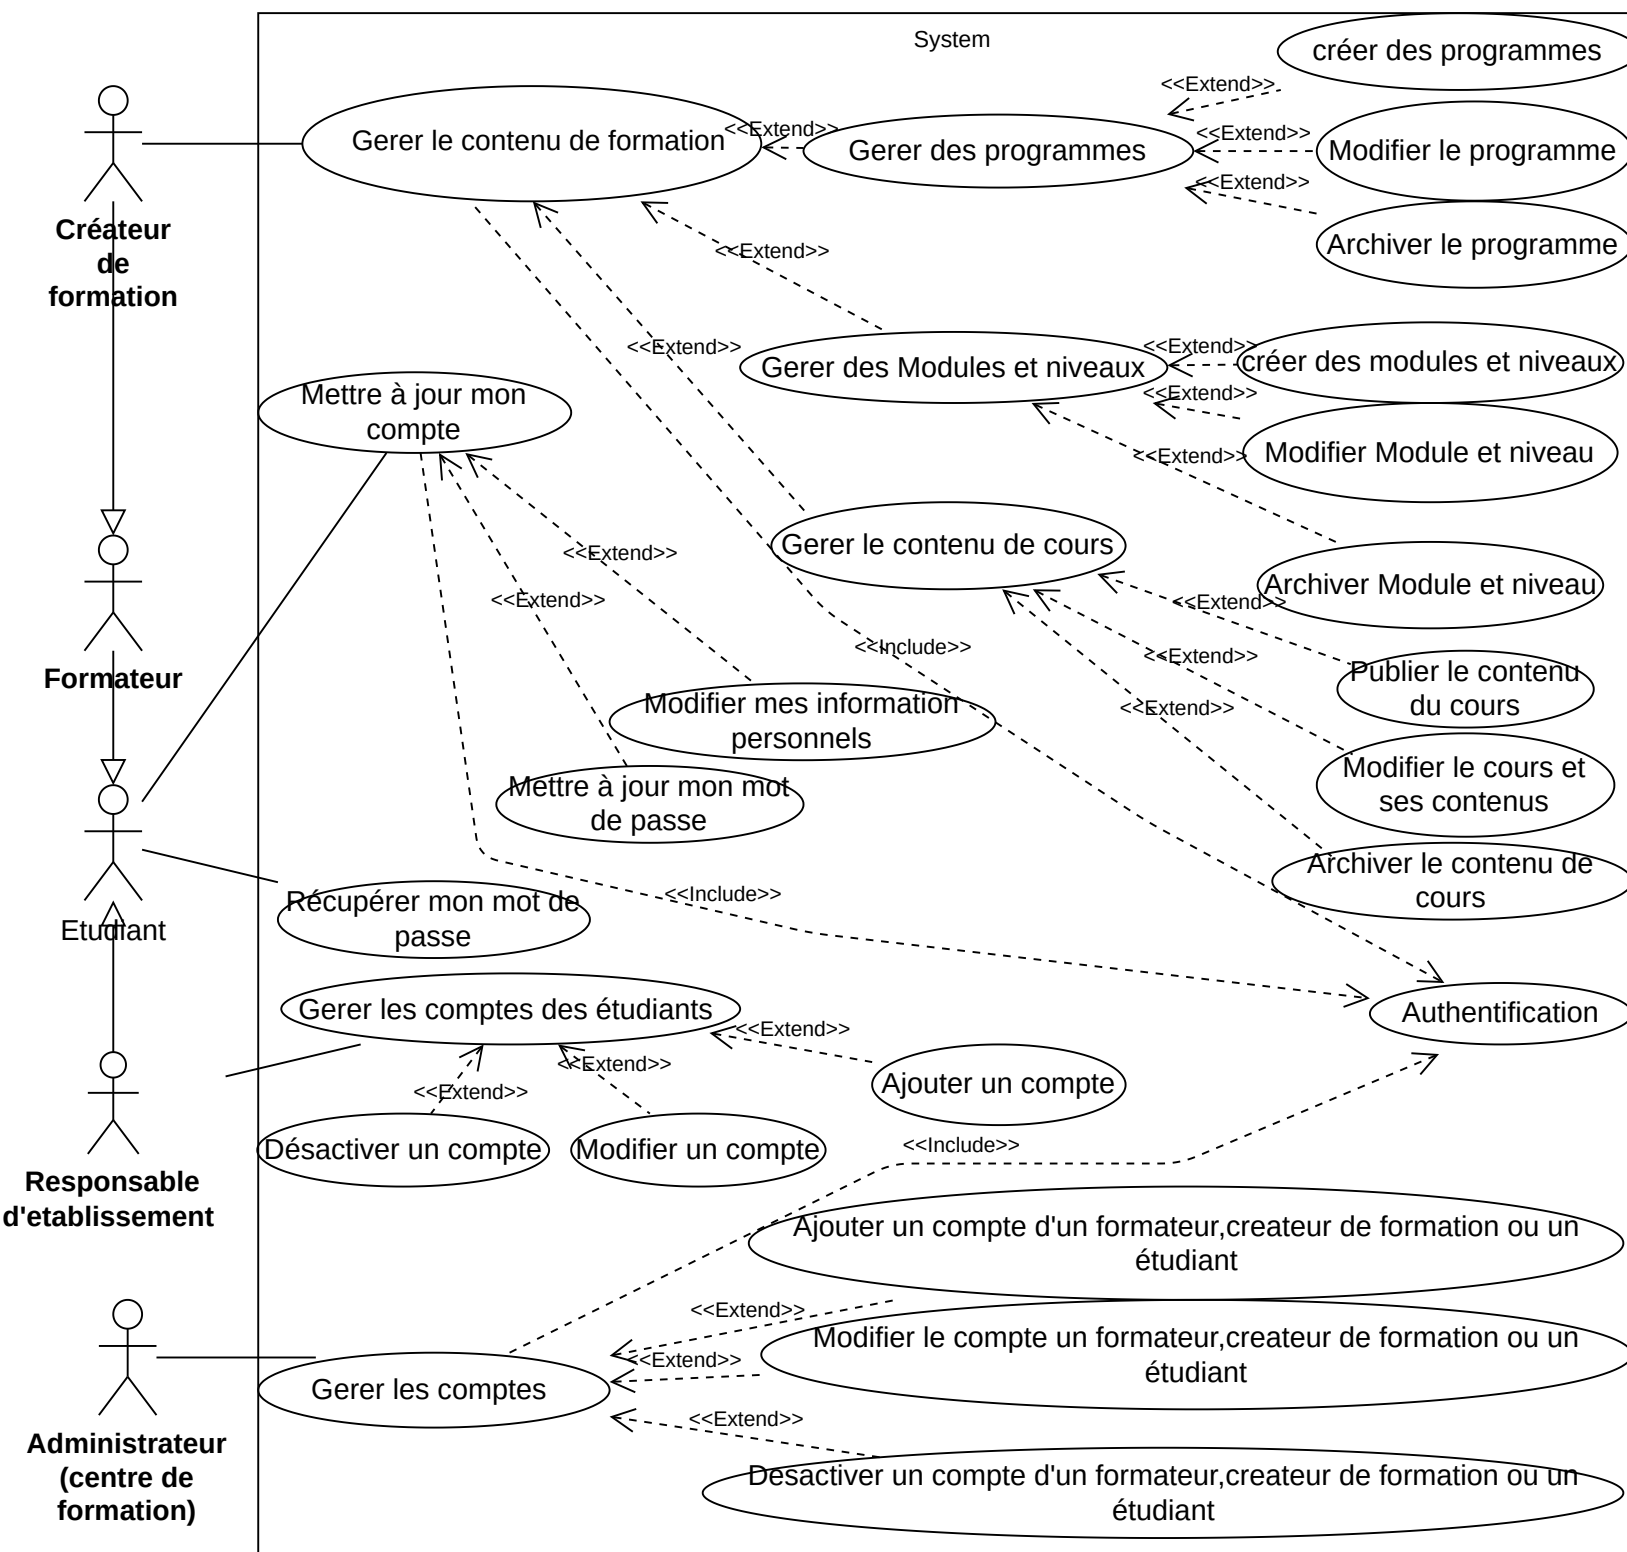 System
créer des programmes
<<Extend>>
Gerer le contenu de formation
<<Extend>>
Gerer des programmes
<<Extend>>
Modifier le programme
<<Extend>>
Archiver le programme
Créateur
de
formation
<<Extend>>
<<Extend>>
Gerer des Modules et niveaux
<<Extend>>
créer des modules et niveaux
<<Extend>>
Mettre à jour mon
compte
Modifier Module et niveau
<<Extend>>
Gerer le contenu de cours
<<Extend>>
Archiver Module et niveau
<<Extend>>
<<Extend>>
<<Include>>
<<Extend>>
Publier le contenu
du cours
Formateur
<<Extend>>
Modifier mes information
personnels
Modifier le cours et
ses contenus
Mettre à jour mon mot
de passe
Archiver le contenu de
cours
<<Include>>
Récupérer mon mot de
passe
Etudiant
Gerer les comptes des étudiants
Authentification
<<Extend>>
<<Extend>>
<<Extend>>
Ajouter un compte
Désactiver un compte
Modifier un compte
<<Include>>
Responsable
d'etablissement
Ajouter un compte d'un formateur,createur de formation ou un
étudiant
<<Extend>>
Modifier le compte un formateur,createur de formation ou un
étudiant
<<Extend>>
Gerer les comptes
<<Extend>>
Administrateur
(centre de
formation)
Desactiver un compte d'un formateur,createur de formation ou un
étudiant